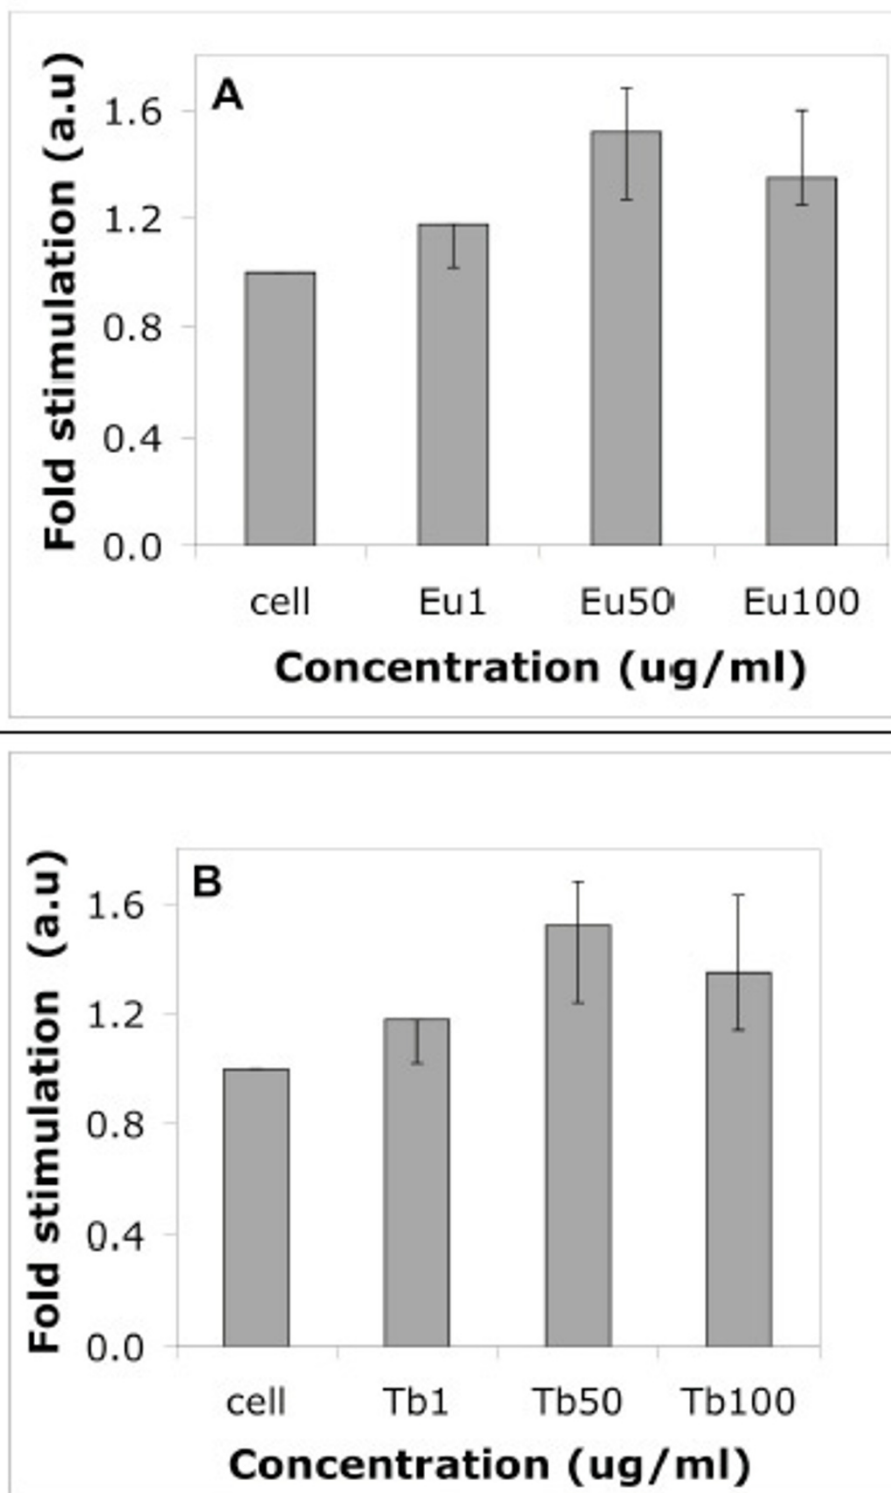 A
Fold stimulation (a.u)
1.6
1.2
0.8
0.4
0.0
cell Eu1 Eu50 Eu100
Concentration (ug/ml)
B
Fold stimulation (a.u)
1.6
1.2
0.8
0.4
0.0
cell Tb1 Tb50 Tb100
Concentration (ug/ml)